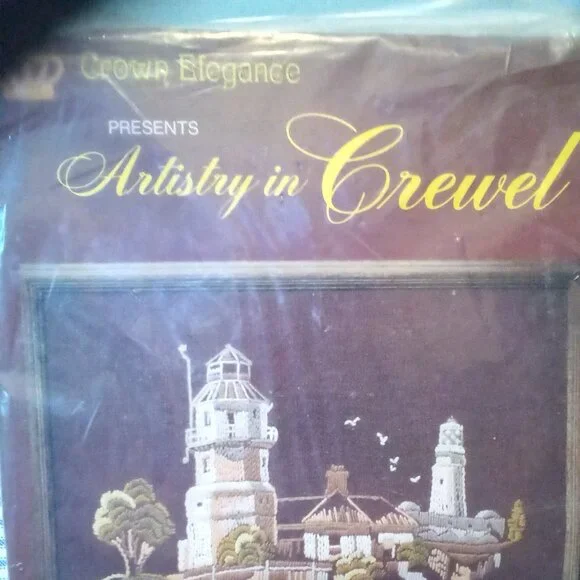 Crown Elegance
PRESENTS
Artistry in Crewel